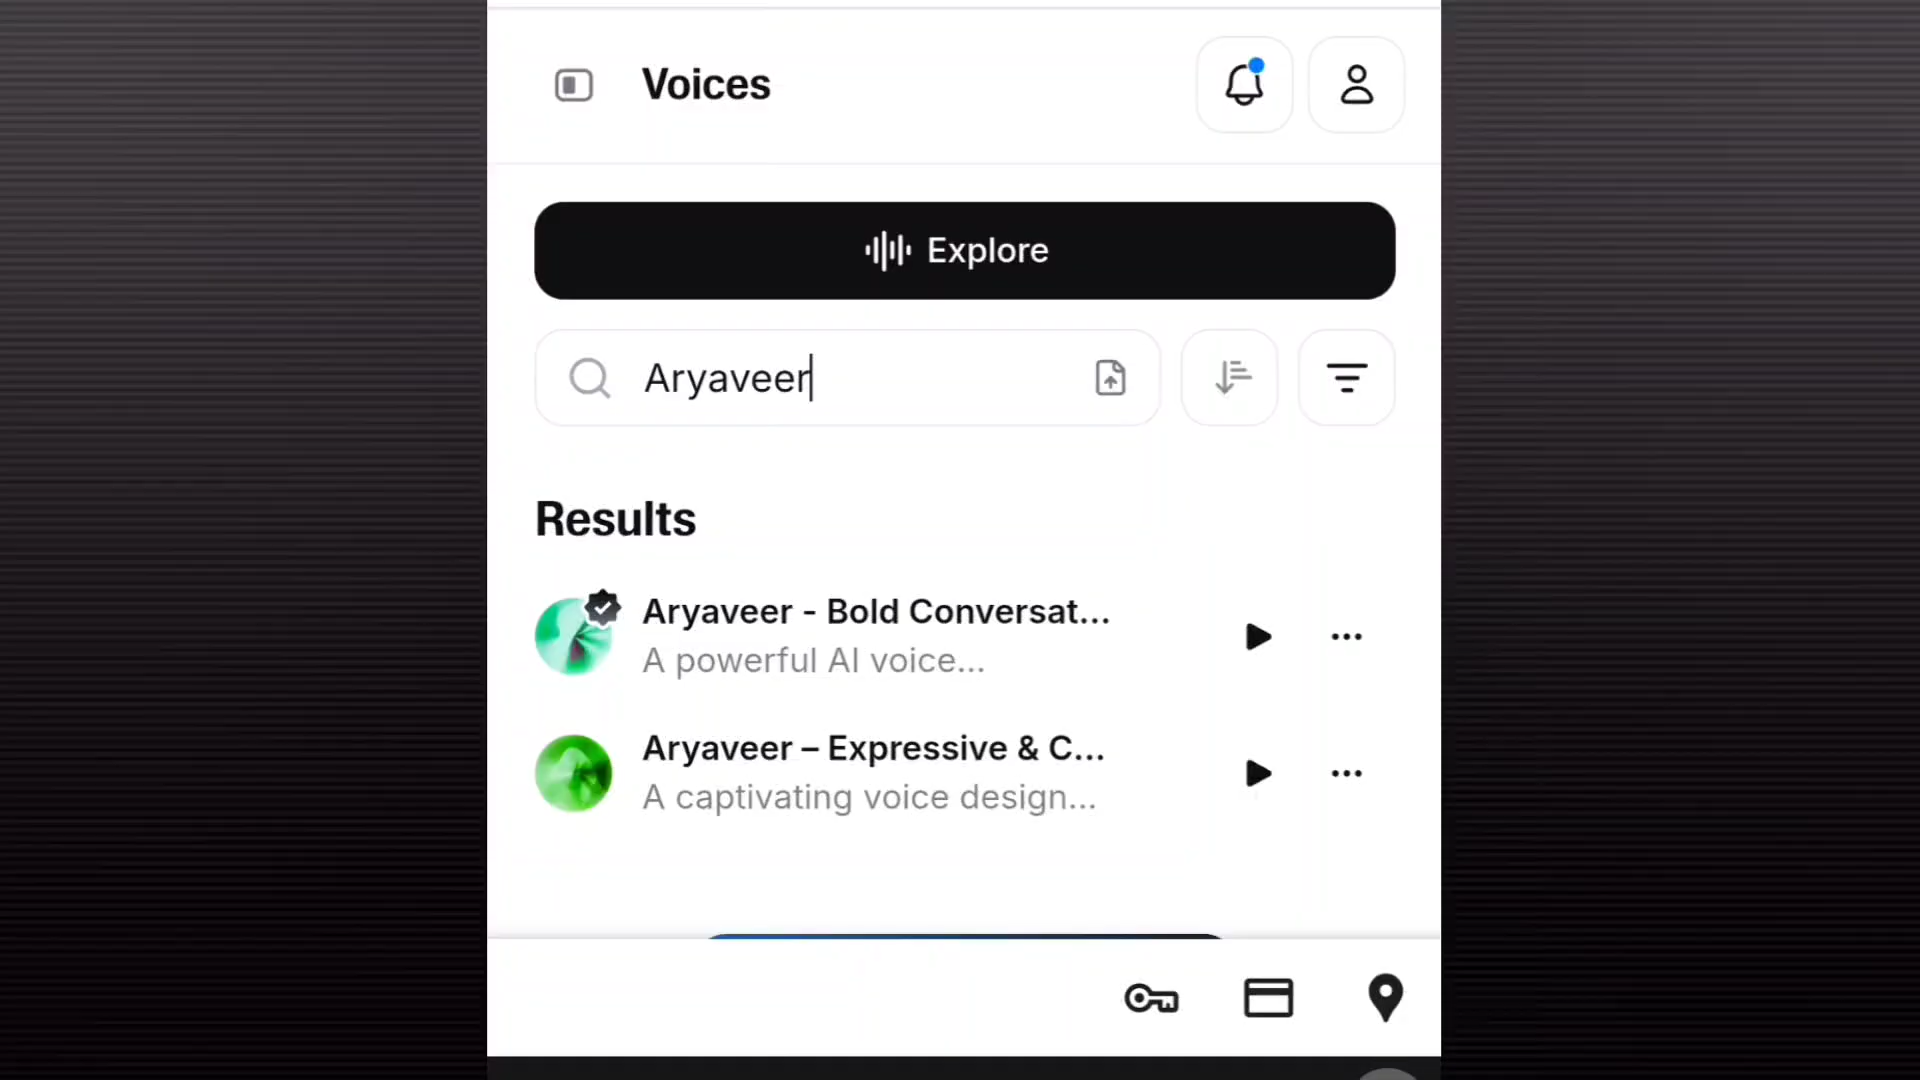 Voices
Explore
Aryaveer
Results
Aryaveer - Bold Conversat...
A powerful AI voice...
Aryaveer – Expressive & C...
A captivating voice design...